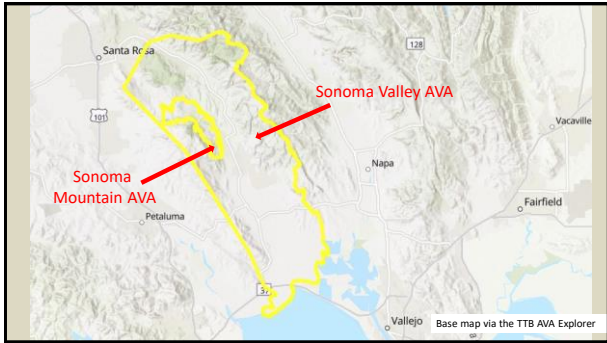 Santa Rosa
128
Sonoma Valley AVA
101
Vacaville
Napa
Sonoma
Mountain AVA
Fairfield
Petaluma
37
Vallejo
Base map via the TTB AVA Explorer